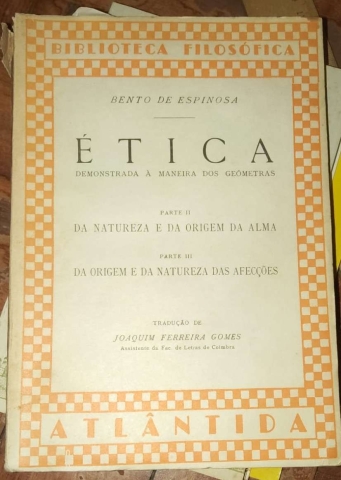 BIBLIOTECA FILOSÓFICA
BENTO DE ESPINOSA
ÉTICA
DEMONSTRADA À MANEIRA DOS GEÓMETRAS
PARTE II
DA NATUREZA E DA ORIGEM DA ALMA
PARTE III
DA ORIGEM E DA NATUREZA DAS AFECÇÕES
TRADUÇÃO DE
JOAQUIM FERREIRA GOMES
Assistente da Fac. de Letras de Coimbra
ATLÂNTIDA